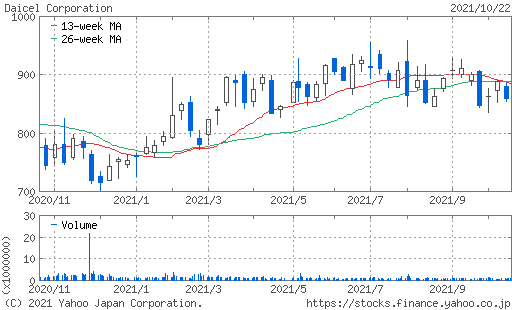 Daicel Corporation 2021/10/22
1000
13-week MA
26-week MA
900
800
700
2020/11 2021/1 2021/3 2021/5 2021/7 2021/9
30
Volume
20
10
0
(x1000000)
2020/11 2021/1 2021/3 2021/5 2021/7 2021/9
(C) 2021 Yahoo Japan Corporation. https://stocks.finance.yahoo.co.jp/